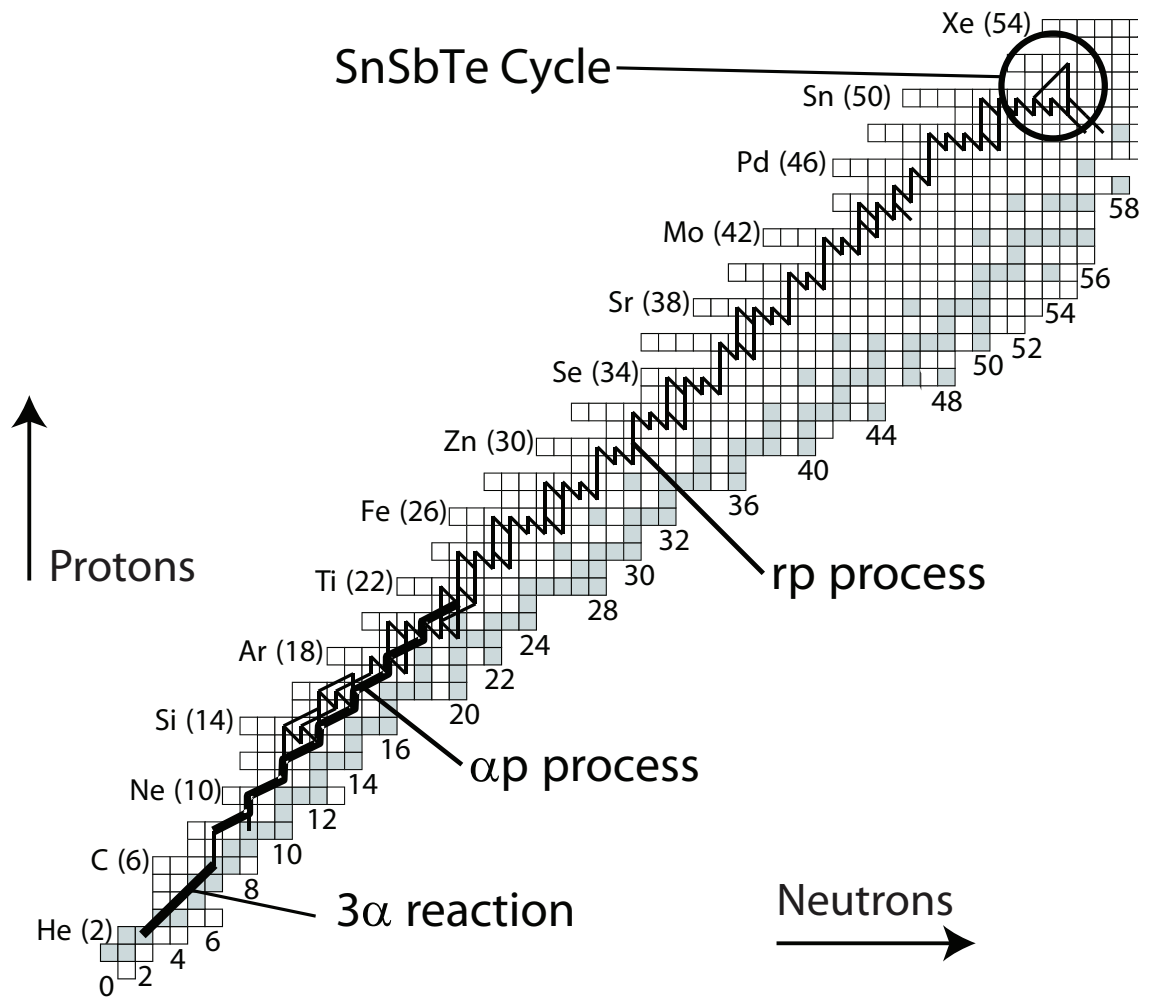 Xe (54)
SnSbTe Cycle
Sn (50)
Pd (46)
58
Mo (42)
56
Sr (38)
54
52
50
Se (34)
48
44
Zn (30)
40
36
Fe (26)
32
Protons
30
rp process
Ti (22)
28
24
Ar (18)
22
20
Si (14)
16
αp process
14
Ne (10)
12
10
C (6)
8
3α reaction
Neutrons
He (2)
6
4
2
0